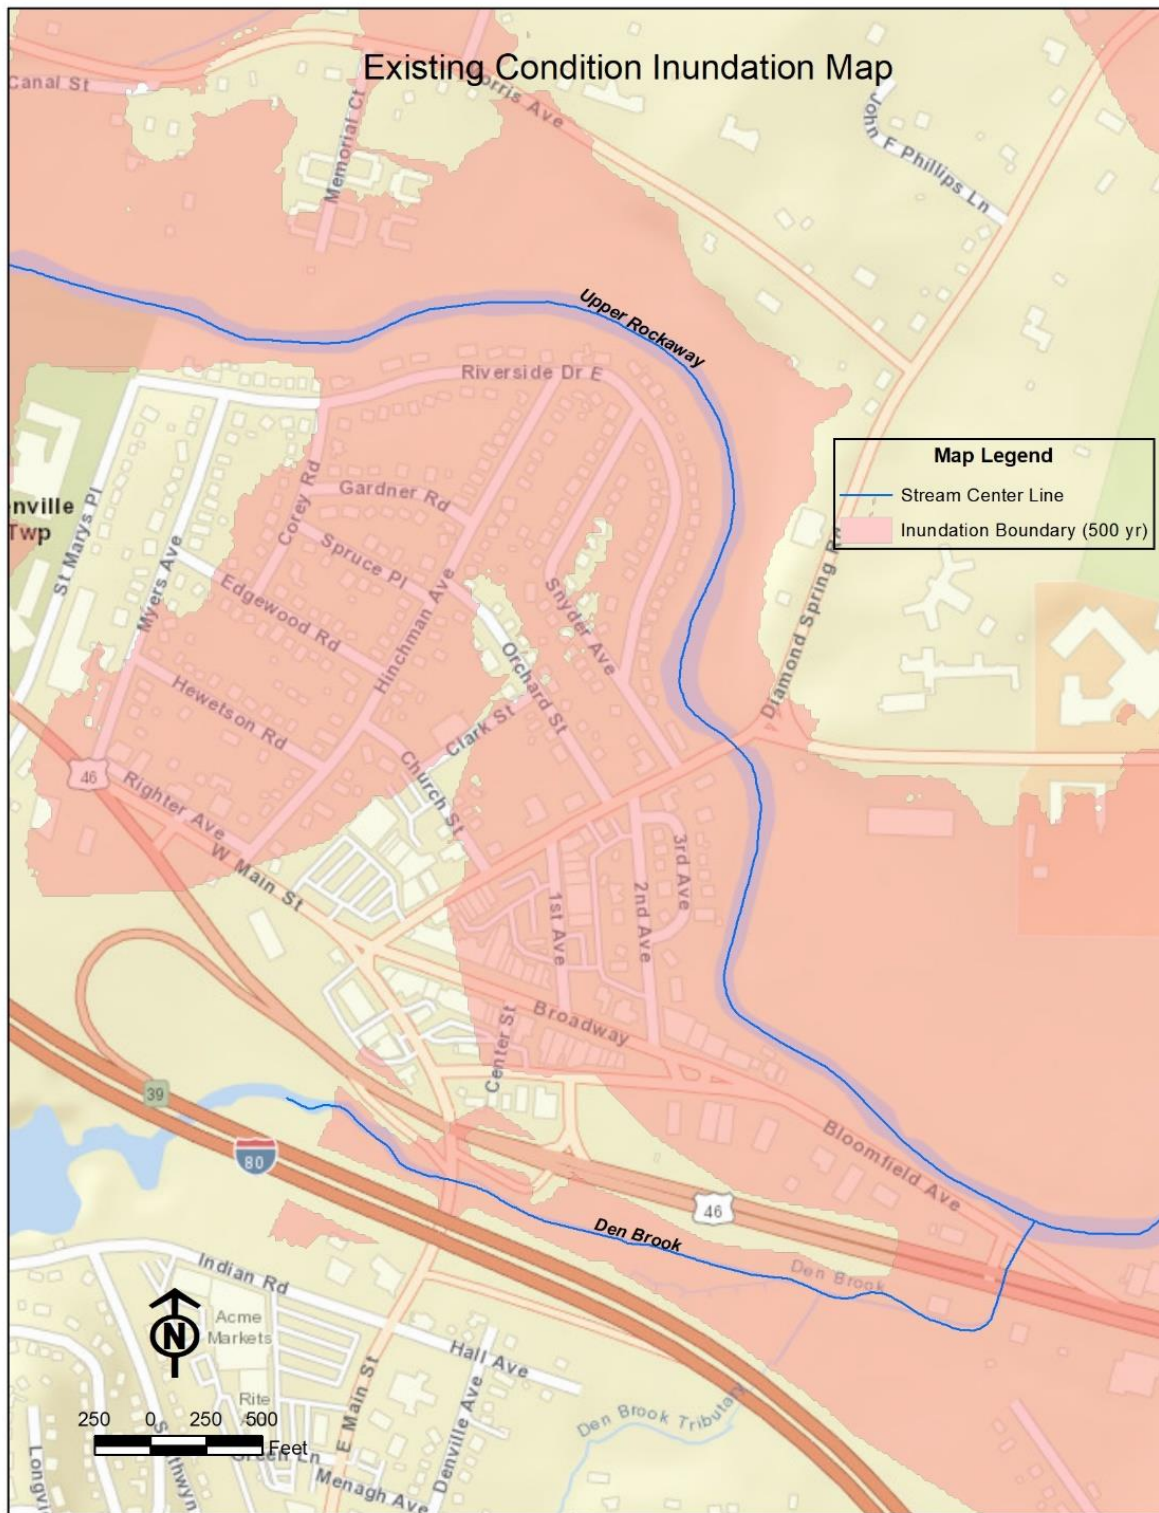 Existing Condition Inundation Map
Canal St
Memorial Ct
orris Ave
John F Phillips Ln
Upper Rockaway
Riverside Dr E
Map Legend
Stream Center Line
Inundation Boundary (500 yr)
Corey Rd
Gardner Rd
nville
Twp
St Marys Pl
Myers Ave
Spruce Pl
Edgewood Rd
Hinchman Ave
Snyder Ave
Diamond Spring Rd
Orchard St
Hewetson Rd
Clark St
Church St
46
Righter Ave
W Main St
3rd Ave
2nd Ave
1st Ave
Broadway
Center St
39
80
Bloomfield Ave
46
Den Brook
Den Brook
Indian Rd
N
Acme
Markets
Hall Ave
Rite
E Main St
Denville Ave
Den Brook Tributary
250 0 250 500
Feet
Green Ln
Menagh Ave
Longvi
thwyn